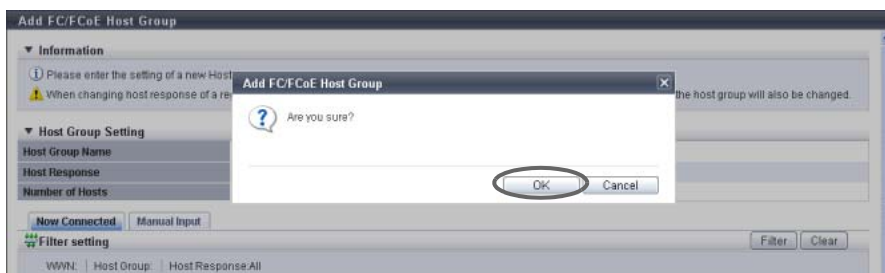 Add FC/FCoE Host Group
Information
Please enter the setting of a new Host
When changing host response of a re
the host group will also be changed.
Add FC/FCoE Host Group
Are you sure?
OK
Cancel
Host Group Setting
Host Group Name
Host Response
Number of Hosts
Now Connected
Manual Input
Filter setting
Filter
Clear
WWN: Host Group: Host Response:All